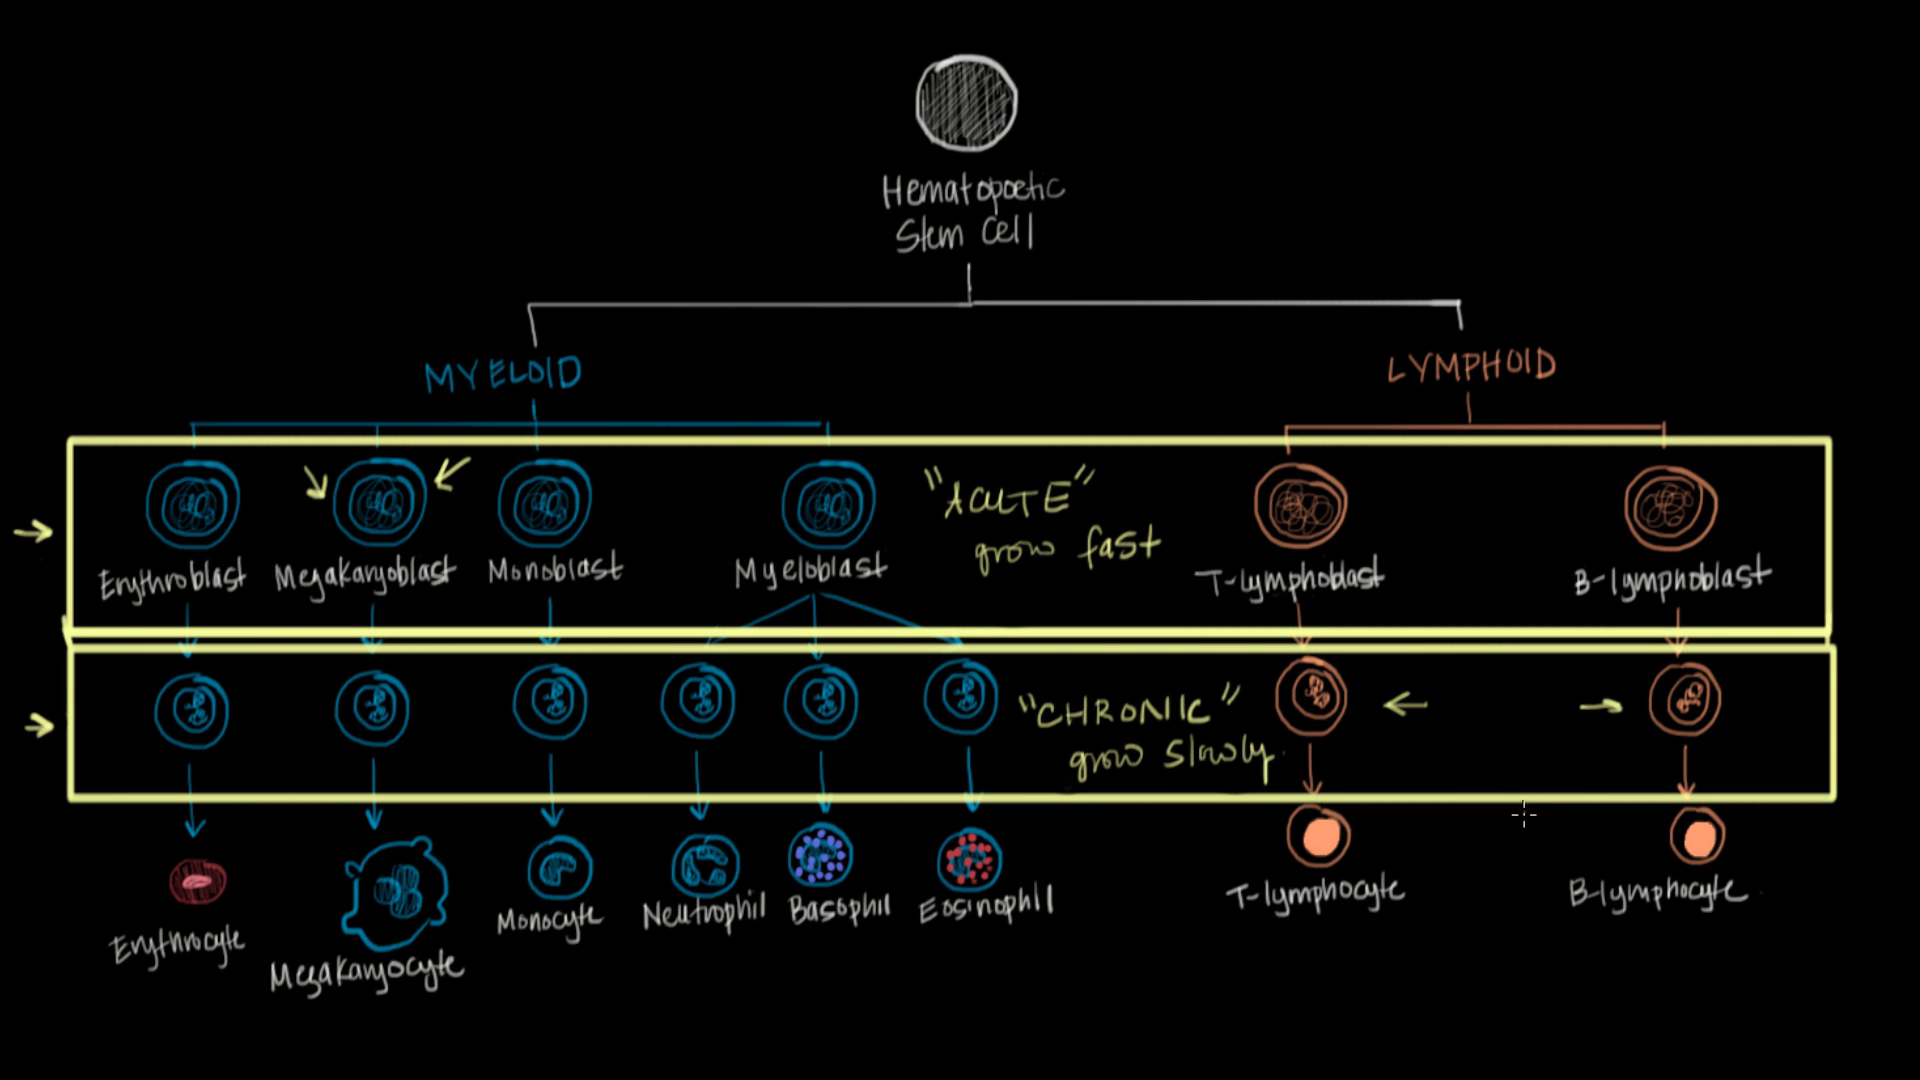 Hematopoetic
Stem Cell
MYELOID
LYMPHOID
"ACUTE"
grow fast
Erythroblast
Megakaryoblast
Monoblast
Myeloblast
T-lymphoblast
B-lymphoblast
"CHRONIC"
grow slowly.
Erythrocyte
Megakaryocyte
Monocyte
Neutrophil
Basophil
Eosinophil
T-lymphocyte
B-lymphocyte